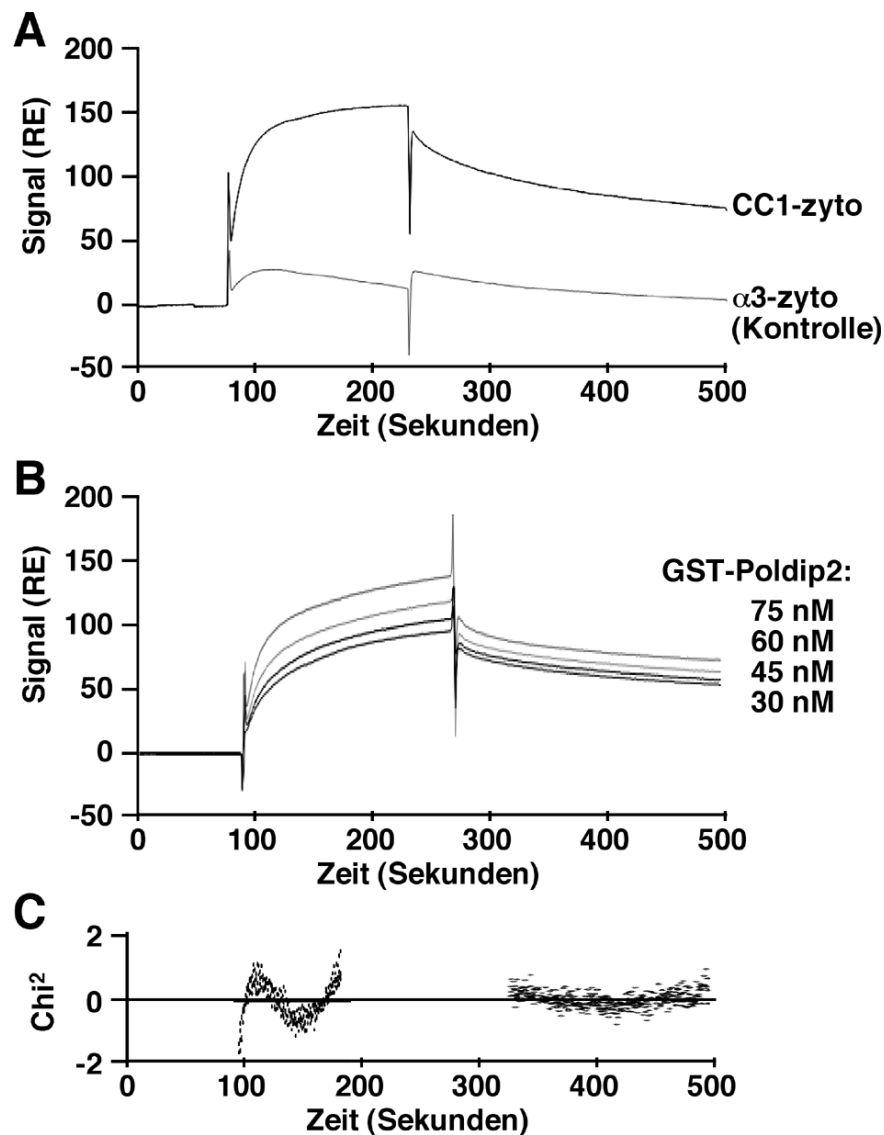 A
200
150
100
50
0
-50
Signal (RE)
CC1-zyto
α3-zyto
(Kontrolle)
0 100 200 300 400 500
Zeit (Sekunden)
B
200
150
100
50
0
-50
Signal (RE)
GST-Poldip2:
75 nM
60 nM
45 nM
30 nM
0 100 200 300 400 500
Zeit (Sekunden)
C
2
0
-2
Chi²
0 100 200 300 400 500
Zeit (Sekunden)